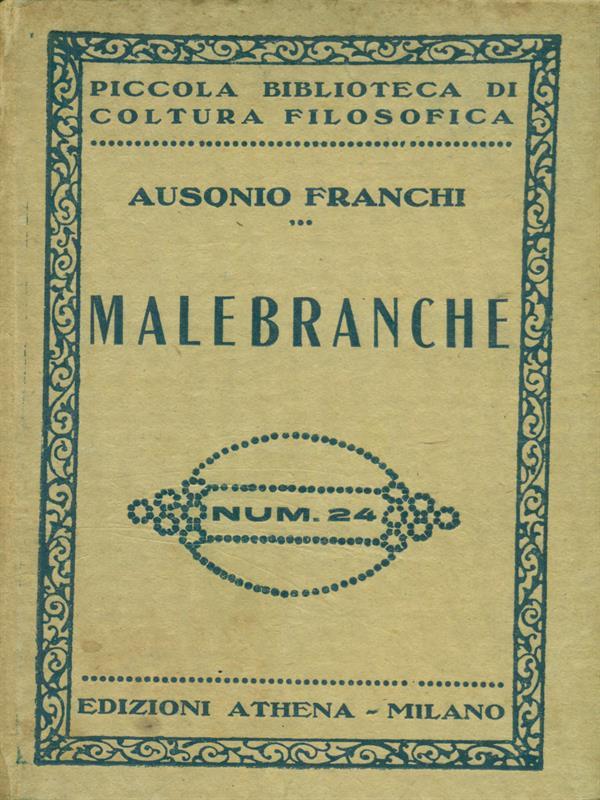 PICCOLA BIBLIOTECA DI
COLTURA FILOSOFICA
AUSONIO FRANCHI
MALEBRANCHE
NUM. 24
EDIZIONI ATHENA - MILANO